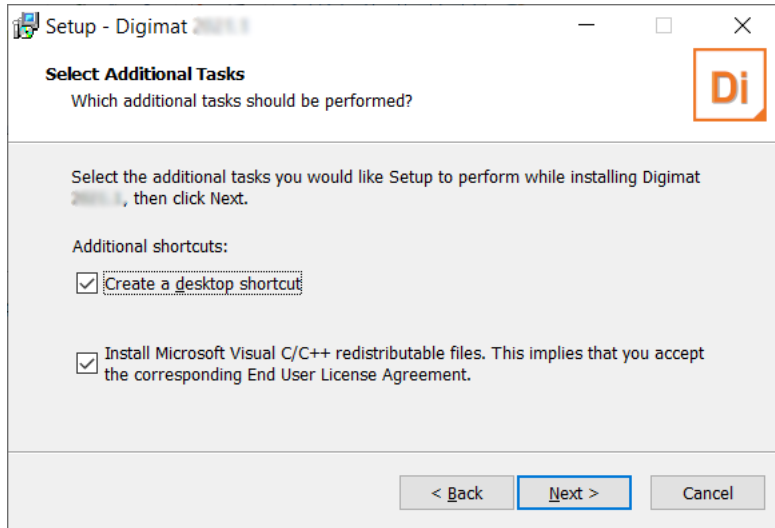 Setup - Digimat
Select Additional Tasks
Which additional tasks should be performed?
Di
Select the additional tasks you would like Setup to perform while installing Digimat
, then click Next.
Additional shortcuts:
Create a desktop shortcut
Install Microsoft Visual C/C++ redistributable files. This implies that you accept
the corresponding End User License Agreement.
< Back
Next >
Cancel